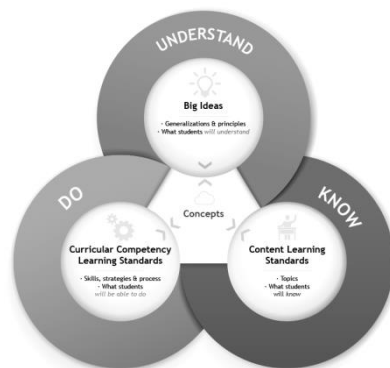 UNDERSTAND
Big Ideas
· Generalizations & principles
· What students will understand
DO
KNOW
Concepts
Curricular Competency
Learning Standards
· Skills, strategies & process
· What students
will be able to do
Content Learning
Standards
· Topics
· What students
will know